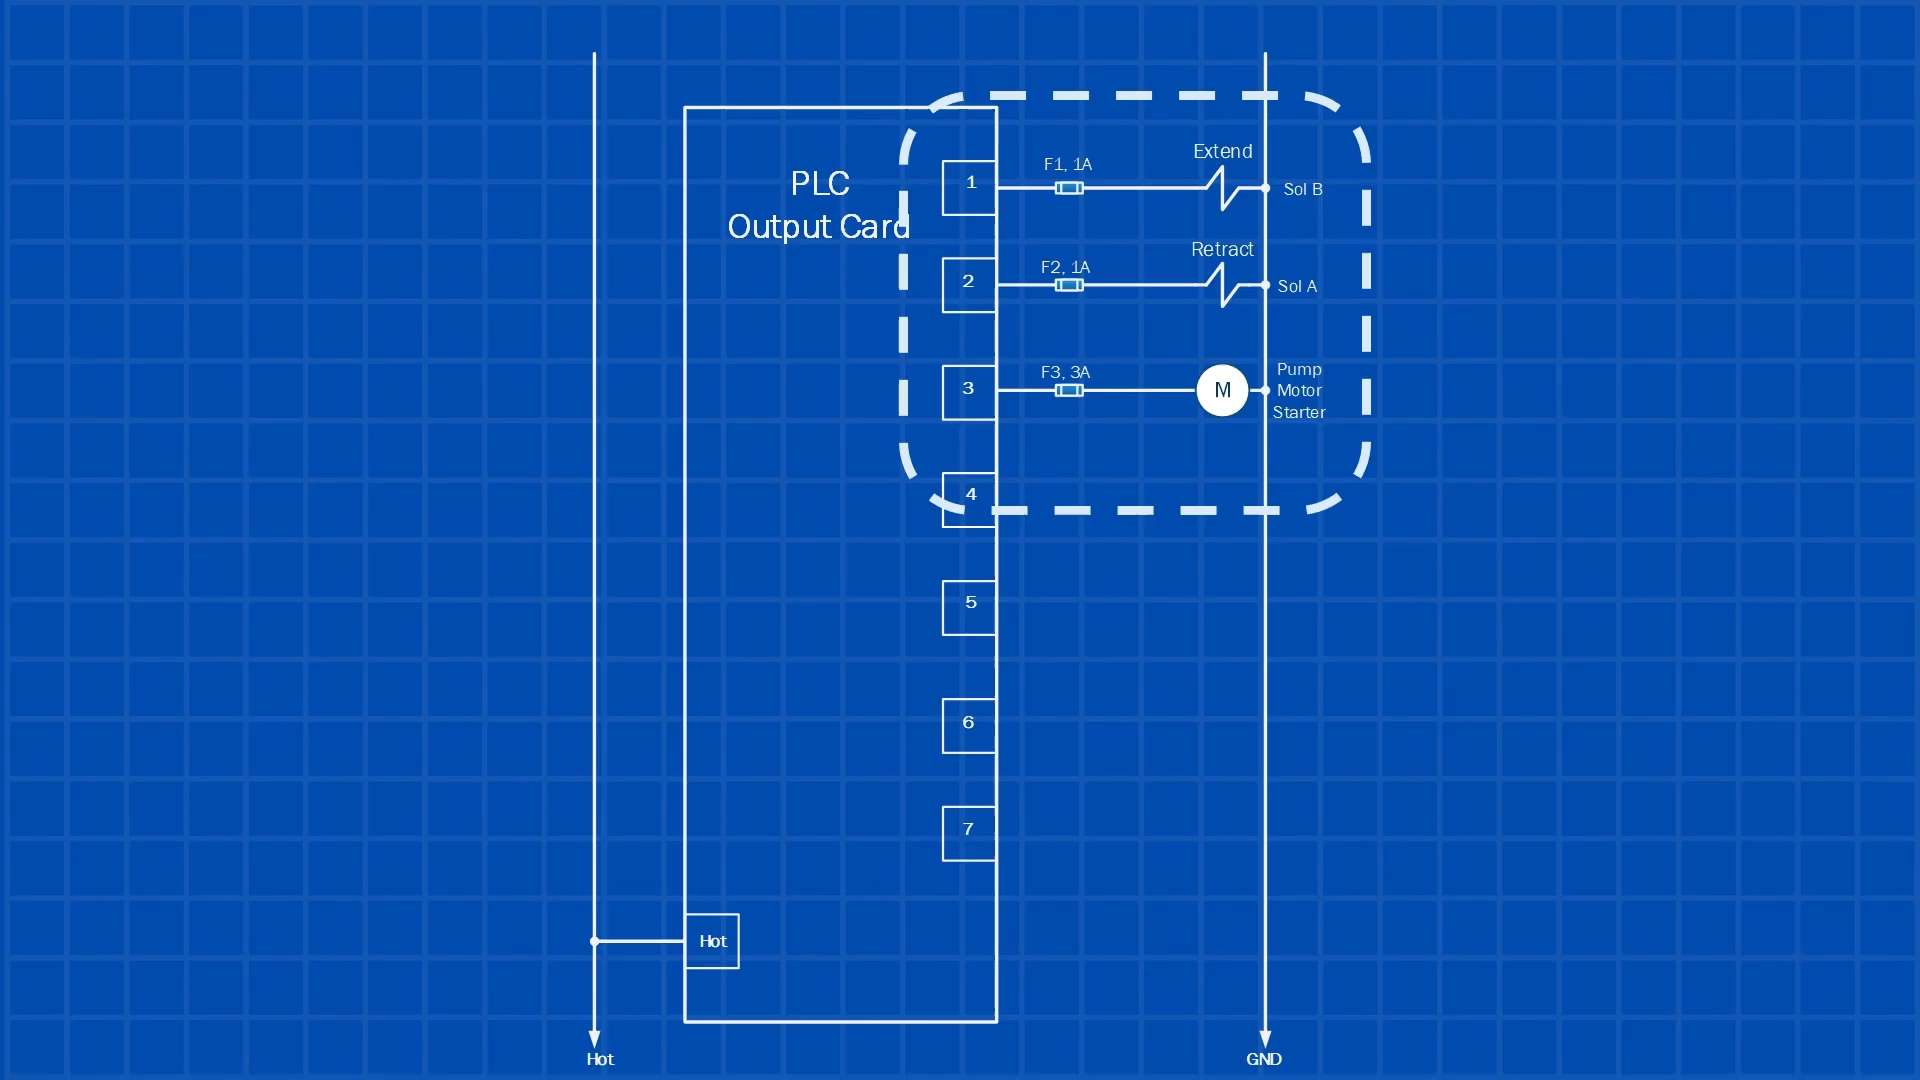 PLC
Output Card
1
F1, 1A
Extend
Sol B
2
F2, 1A
Retract
Sol A
3
F3, 3A
M
Pump
Motor
Starter
4
5
6
7
Hot
Hot
GND